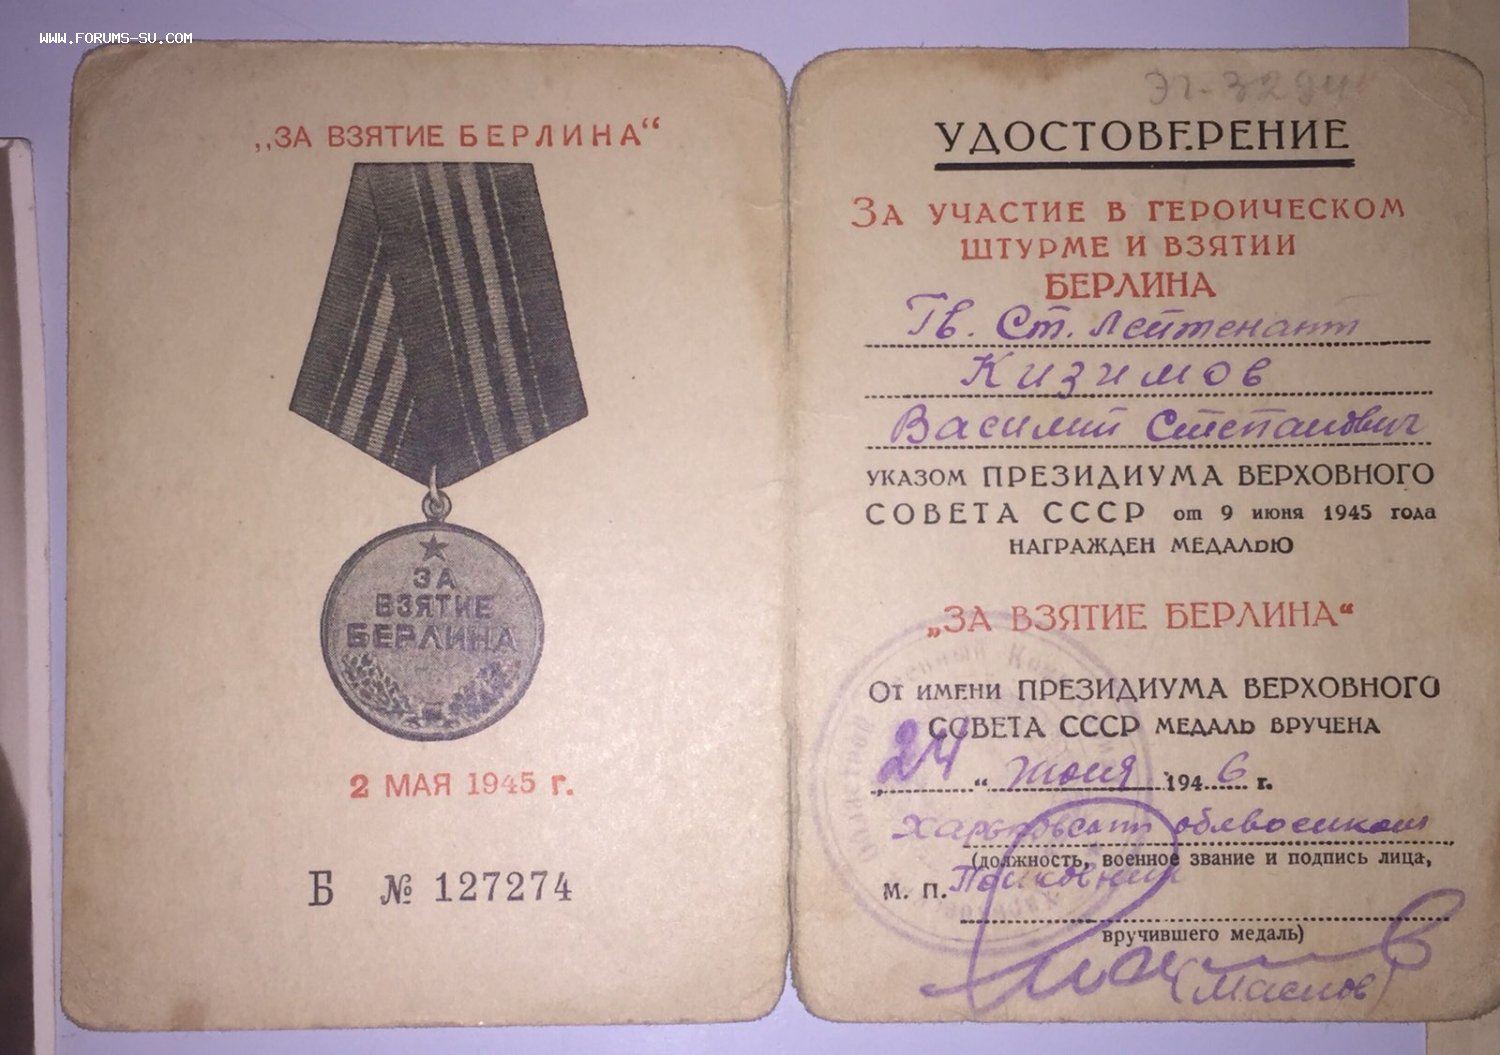 WWW.FORUMS-SU.COM
„ЗА ВЗЯТИЕ БЕРЛИНА“
ЗА
ВЗЯТИЕ
БЕРЛИНА
2 МАЯ 1945 г.
Б № 127274
УДОСТОВЕРЕНИЕ
За участие в героическом
штурме и взятии
БЕРЛИНА
Гв. Ст. Лейтенант
Кизимов
Василий Степанович
указом ПРЕЗИДИУМА ВЕРХОВНОГО
СОВЕТА СССР от 9 июня 1945 года
НАГРАЖДЕН МЕДАЛЬЮ
„ЗА ВЗЯТИЕ БЕРЛИНА“
От имени ПРЕЗИДИУМА ВЕРХОВНОГО
СОВЕТА СССР МЕДАЛЬ ВРУЧЕНА
„24“ июня 1946 г.
облвоенком
(должность, военное звание и подпись лица,
М. П. Полковник
вручившего медаль)
(Маслов)